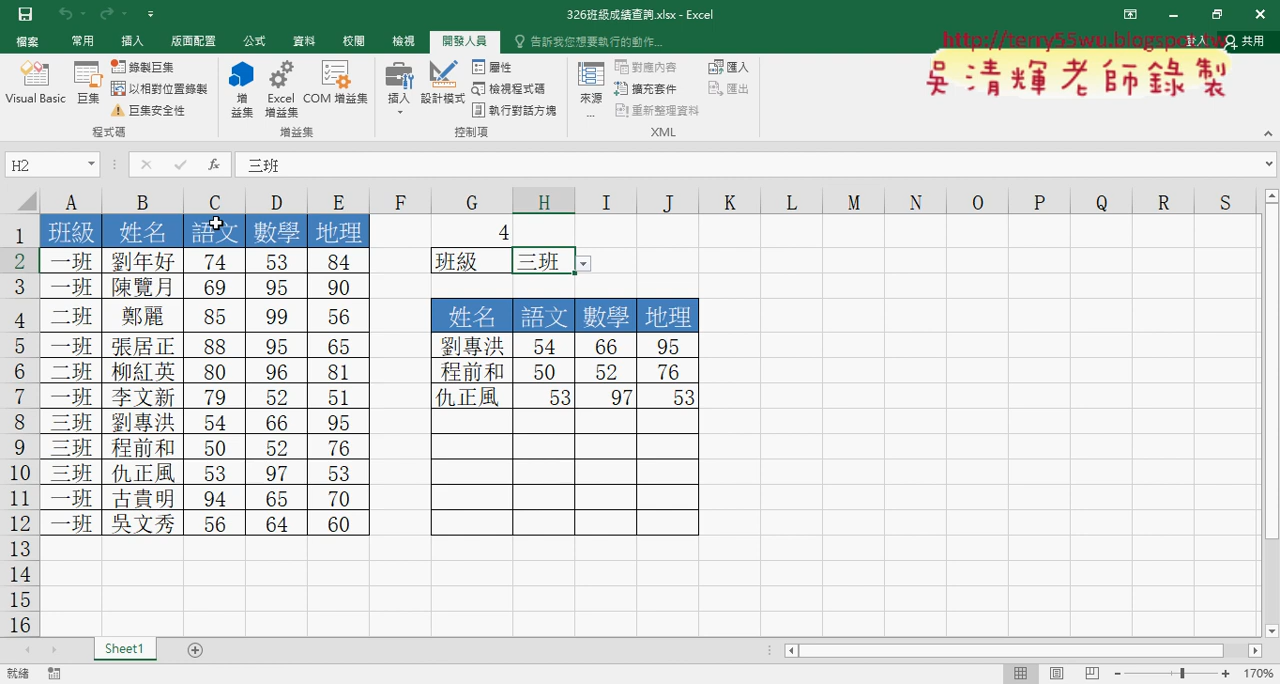 326班級成績查詢.xlsx - Excel
檔案 常用 插入 版面配置 公式 資料 校閱 檢視 開發人員 告訴我您想要執行的動作... 登入 共用
http://terry55wu.blogspot.tw
吳清輝老師錄製
Visual Basic 巨集 錄製巨集 以相對位置錄製 巨集安全性 程式碼
增益集 Excel 增益集 COM 增益集 增益集
插入 設計模式 屬性 檢視程式碼 執行對話方塊 控制項
來源... 對應內容 擴充套件 重新整理資料 匯入 匯出 XML
H2 fx 三班
A B C D E F G H I J K L M N O P Q R S
1 班級 姓名 語文 數學 地理 4
2 一班 劉年好 74 53 84 班級 三班
3 一班 陳覽月 69 95 90
4 二班 鄭麗 85 99 56 姓名 語文 數學 地理
5 一班 張居正 88 95 65 劉專洪 54 66 95
6 二班 柳紅英 80 96 81 程前和 50 52 76
7 一班 李文新 79 52 51 仇正風 53 97 53
8 三班 劉專洪 54 66 95
9 三班 程前和 50 52 76
10 三班 仇正風 53 97 53
11 一班 古貴明 94 65 70
12 一班 吳文秀 56 64 60
13
14
15
16
Sheet1
就緒 170%